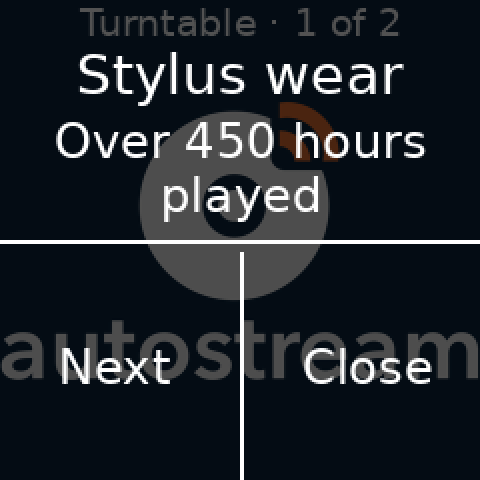 Turntable · 1 of 2
Stylus wear
Over 450 hours
played
autostream
Next
Close